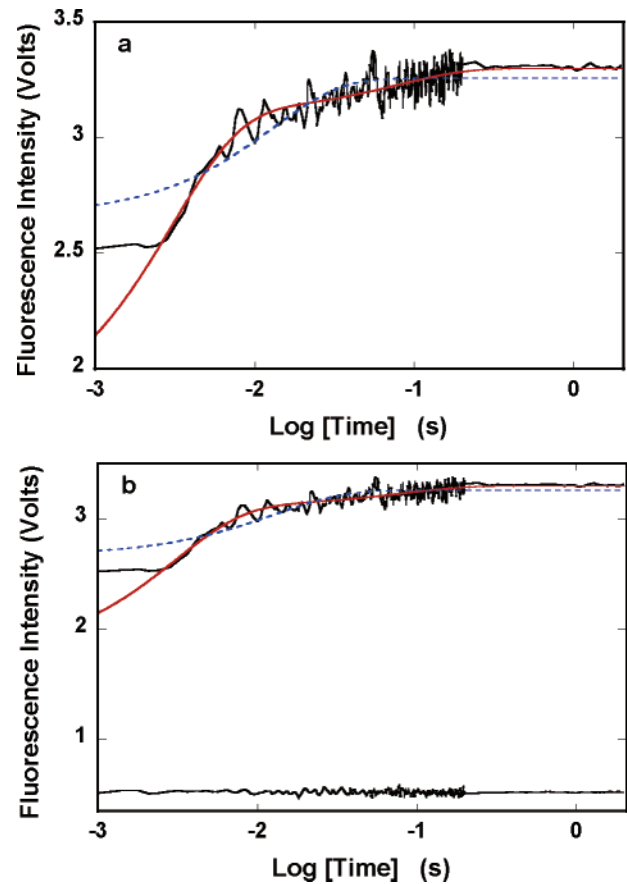 a
3.5
3
2.5
2
Fluorescence Intensity (Volts)
-3
-2
-1
0
Log [Time] (s)
b
3
2
1
Fluorescence Intensity (Volts)
-3
-2
-1
0
Log [Time] (s)